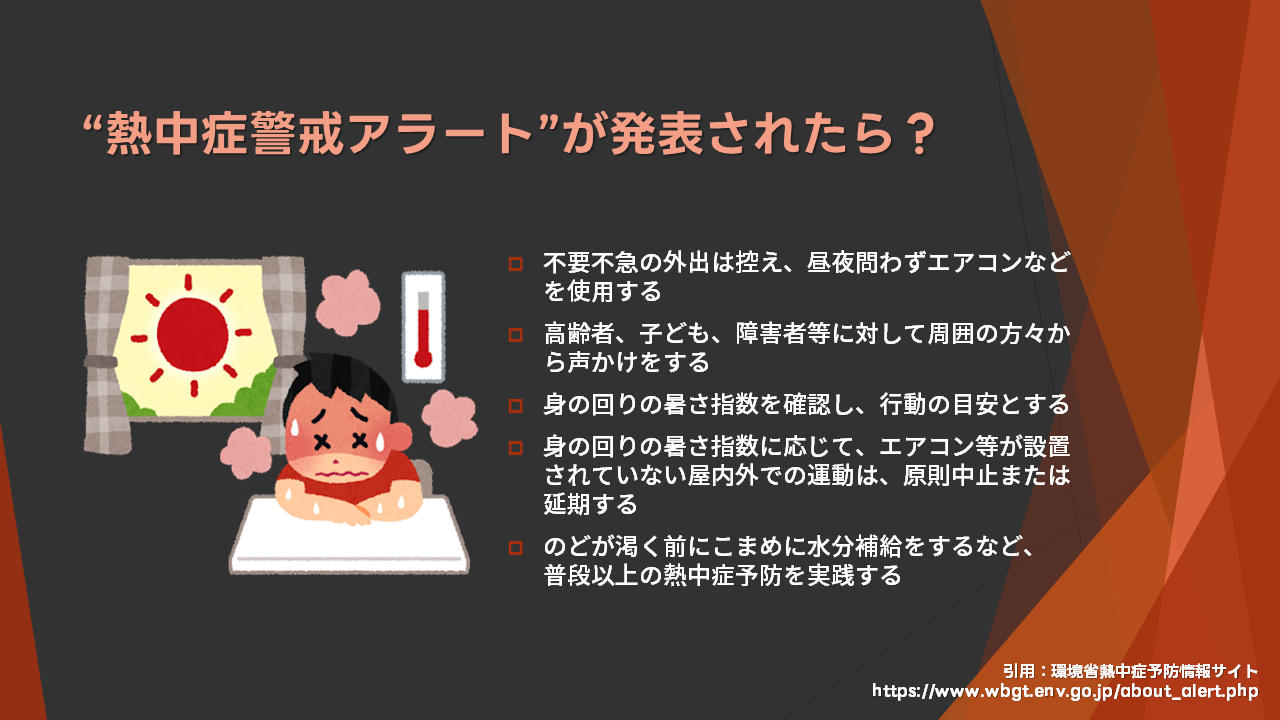 “熱中症警戒アラート”が発表されたら？
不要不急の外出は控え、昼夜問わずエアコンなど
を使用する
高齢者、子ども、障害者等に対して周囲の方々か
ら声かけをする
身の回りの暑さ指数を確認し、行動の目安とする
身の回りの暑さ指数に応じて、エアコン等が設置
されていない屋内外での運動は、原則中止または
延期する
のどが渇く前にこまめに水分補給をするなど、
普段以上の熱中症予防を実践する
引用：環境省熱中症予防情報サイト
https://www.wbgt.env.go.jp/about_alert.php